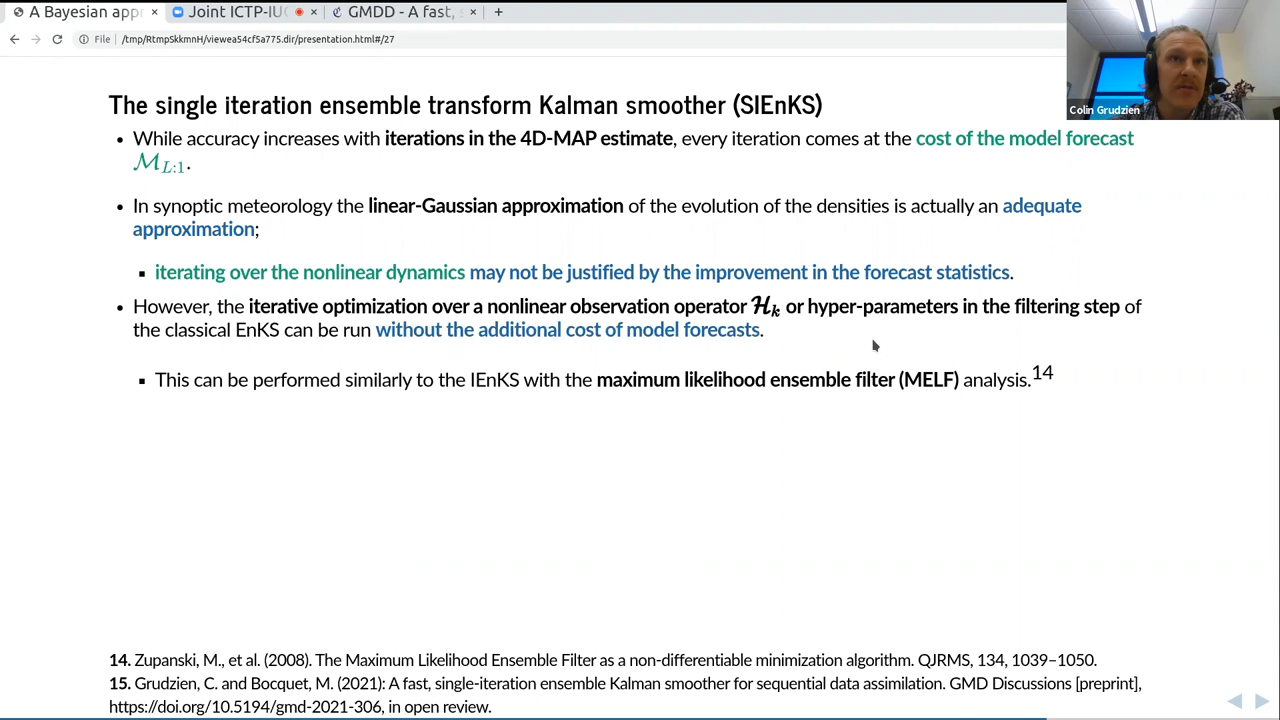 A Bayesian app
Joint ICTP-IU
GMDD - A fast,
File | /tmp/RtmpSkkmnH/viewea54cf5a775.dir/presentation.html#/27
Colin Grudzien
The single iteration ensemble transform Kalman smoother (SIEnKS)
• While accuracy increases with iterations in the 4D-MAP estimate, every iteration comes at the cost of the model forecast
ℳL:1.
• In synoptic meteorology the linear-Gaussian approximation of the evolution of the densities is actually an adequate
approximation;
▪ iterating over the nonlinear dynamics may not be justified by the improvement in the forecast statistics.
• However, the iterative optimization over a nonlinear observation operator ℋk or hyper-parameters in the filtering step of
the classical EnKS can be run without the additional cost of model forecasts.
▪ This can be performed similarly to the IEnKS with the maximum likelihood ensemble filter (MELF) analysis.14
14. Zupanski, M., et al. (2008). The Maximum Likelihood Ensemble Filter as a non-differentiable minimization algorithm. QJRMS, 134, 1039–1050.
15. Grudzien, C. and Bocquet, M. (2021): A fast, single-iteration ensemble Kalman smoother for sequential data assimilation. GMD Discussions [preprint],
https://doi.org/10.5194/gmd-2021-306, in open review.